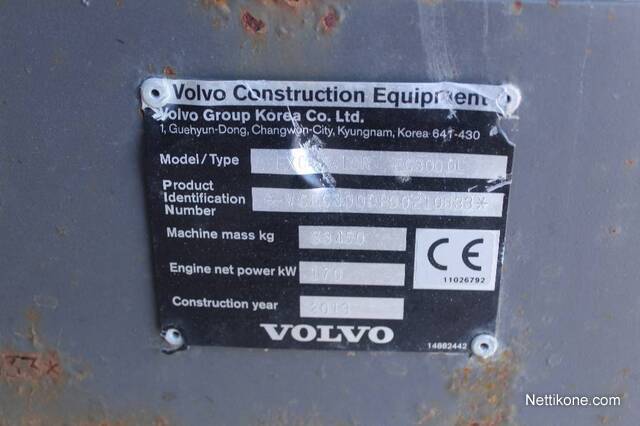 Volvo Construction Equipment
Volvo Group Korea Co. Ltd.
1, Guehyun-Dong, Changwon-City, Kyungnam, Korea 641-430
Model/Type
Product
Identification
Number
Machine mass kg
Engine net power kW 170
Construction year 2013
CE
11026792
VOLVO
14882442
Nettikone.com